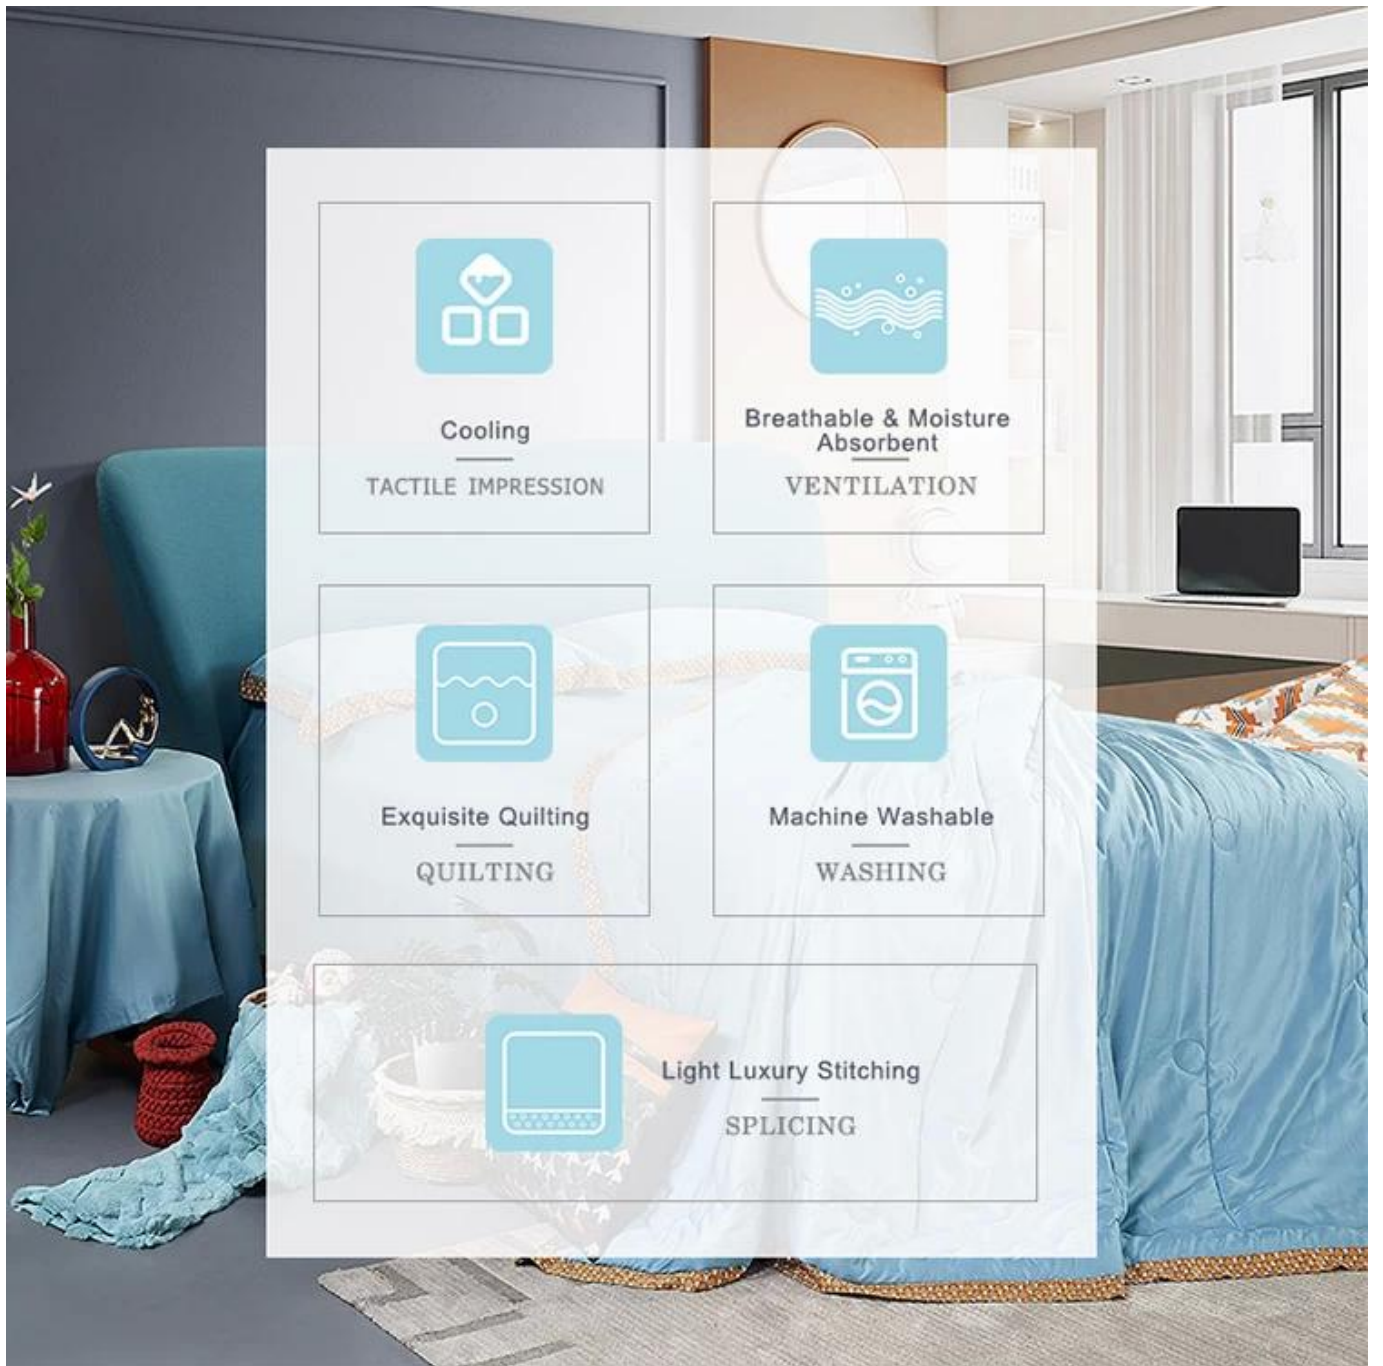 Cooling
TACTILE IMPRESSION
Breathable & Moisture
Absorbent
VENTILATION
Exquisite Quilting
QUILTING
Machine Washable
WASHING
Light Luxury Stitching
SPLICING